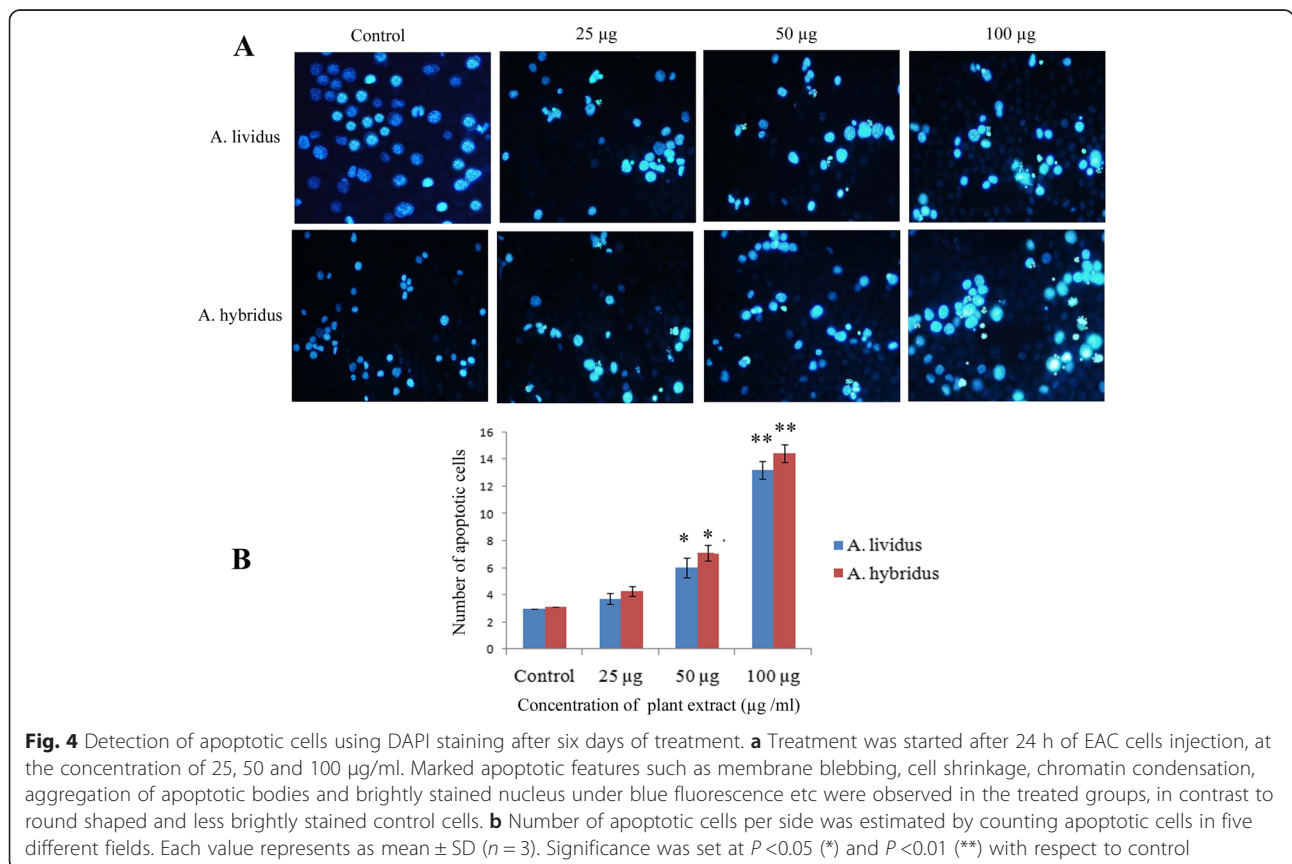 A
Control
25 µg
50 µg
100 µg
A. lividus
A. hybridus
B
Number of apoptotic cells
16
14
12
10
8
6
4
2
0
*
*
**
**
A. lividus
A. hybridus
Control
25 µg
50 µg
100 µg
Concentration of plant extract (µg /ml)
Fig. 4 Detection of apoptotic cells using DAPI staining after six days of treatment. a Treatment was started after 24 h of EAC cells injection, at
the concentration of 25, 50 and 100 µg/ml. Marked apoptotic features such as membrane blebbing, cell shrinkage, chromatin condensation,
aggregation of apoptotic bodies and brightly stained nucleus under blue fluorescence etc were observed in the treated groups, in contrast to
round shaped and less brightly stained control cells. b Number of apoptotic cells per side was estimated by counting apoptotic cells in five
different fields. Each value represents as mean ± SD (n = 3). Significance was set at P <0.05 (*) and P <0.01 (**) with respect to control